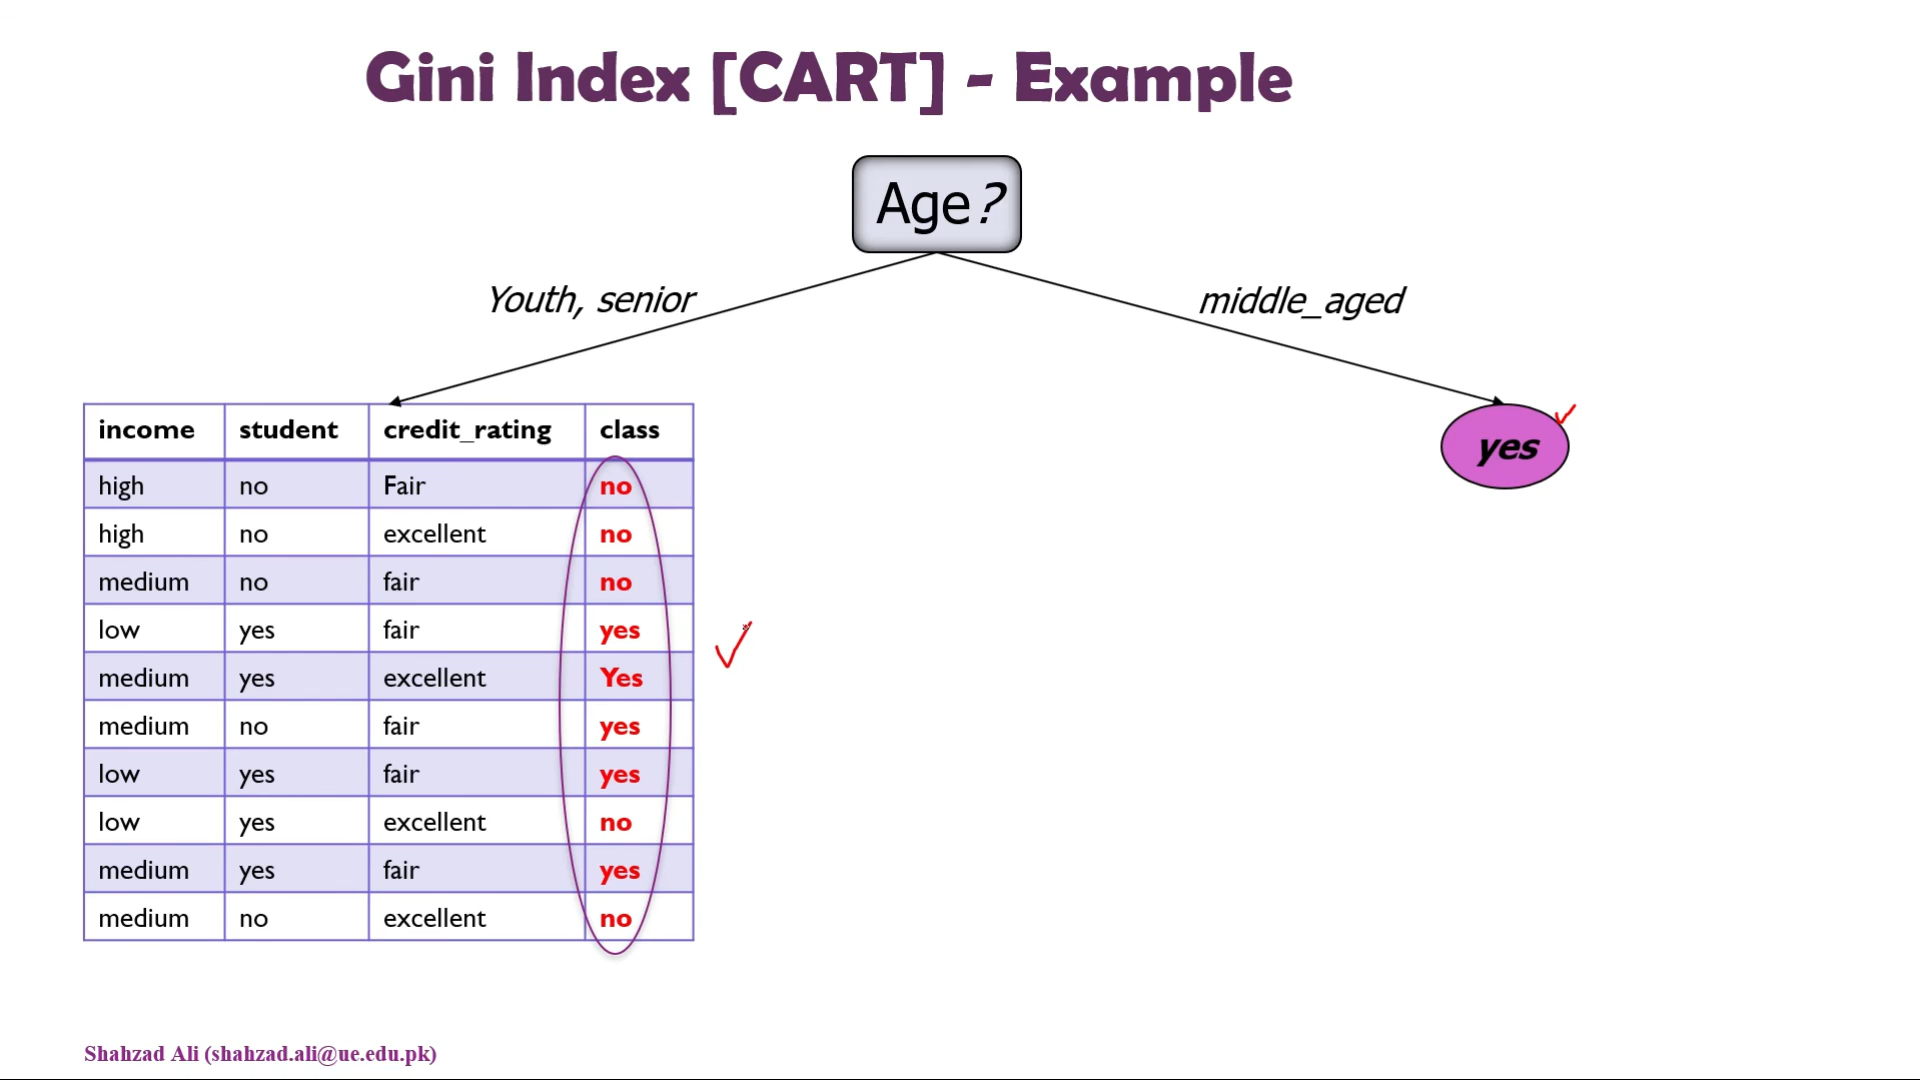 Gini Index [CART] - Example
Age?
Youth, senior
middle_aged
yes
income student credit_rating class
high no Fair no
high no excellent no
medium no fair no
low yes fair yes
medium yes excellent Yes
medium no fair yes
low yes fair yes
low yes excellent no
medium yes fair yes
medium no excellent no
Shahzad Ali (shahzad.ali@ue.edu.pk)